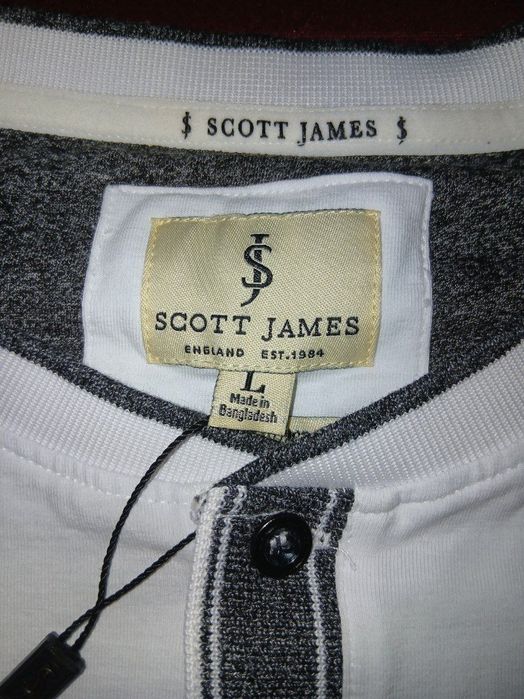 SCOTT JAMES
SJ
SCOTT JAMES
ENGLAND EST.1984
L
Made in
Bangladesh